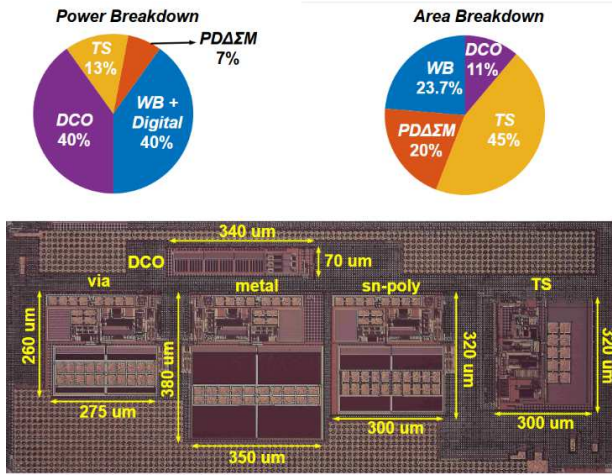 Power Breakdown
TS
13%
PDΔΣM
7%
DCO
40%
WB +
Digital
40%
Area Breakdown
WB
23.7%
DCO
11%
PDΔΣM
20%
TS
45%
340 um
DCO
70 um
via
metal
sn-poly
TS
260 um
380 um
320 um
320 um
275 um
350 um
300 um
300 um